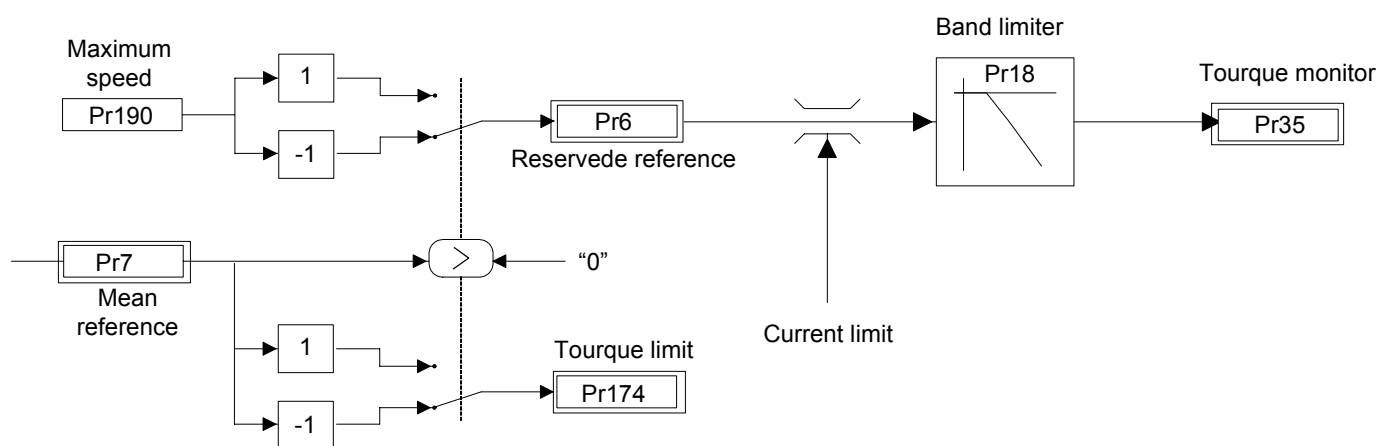 Maximum
speed
Pr190
1
-1
Pr6
Reservede reference
Band limiter
Pr18
Tourque monitor
Pr35
Pr7
Mean
reference
>
“0”
Current limit
1
-1
Tourque limit
Pr174